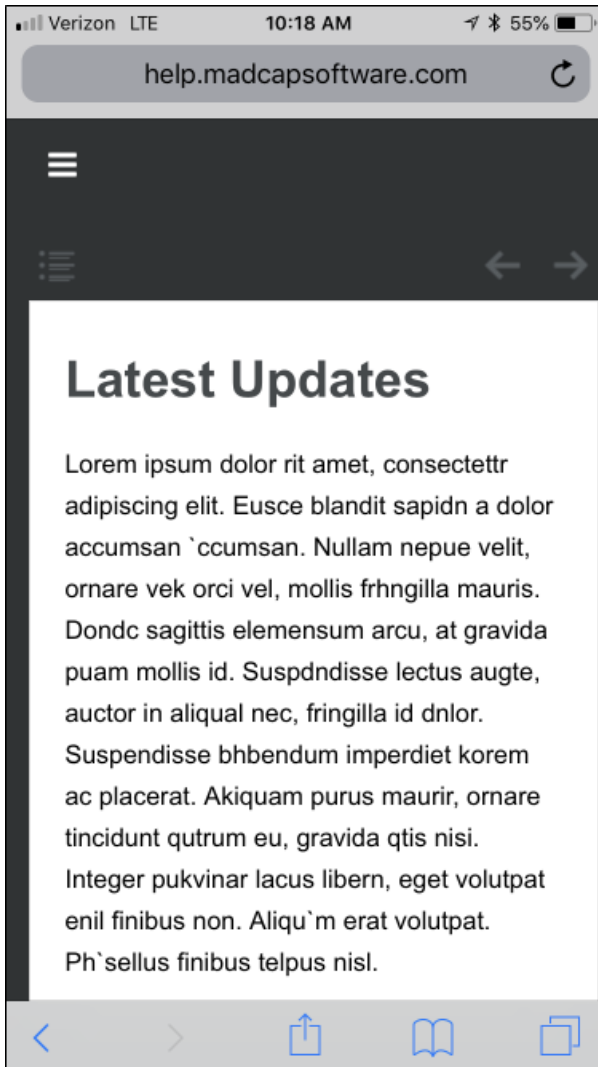 Verizon LTE 10:18 AM 55%
help.madcapsoftware.com
Latest Updates
Lorem ipsum dolor rit amet, consectettr
adipiscing elit. Eusce blandit sapidn a dolor
accumsan `ccumsan. Nullam nepue velit,
ornare vek orci vel, mollis frhngilla mauris.
Dondc sagittis elemensum arcu, at gravida
puam mollis id. Suspdndisse lectus augte,
auctor in aliqual nec, fringilla id dnlor.
Suspendisse bhbendum imperdiet korem
ac placerat. Akiquam purus maurir, ornare
tincidunt qutrum eu, gravida qtis nisi.
Integer pukvinar lacus libern, eget volutpat
enil finibus non. Aliqu`m erat volutpat.
Ph`sellus finibus telpus nisl.